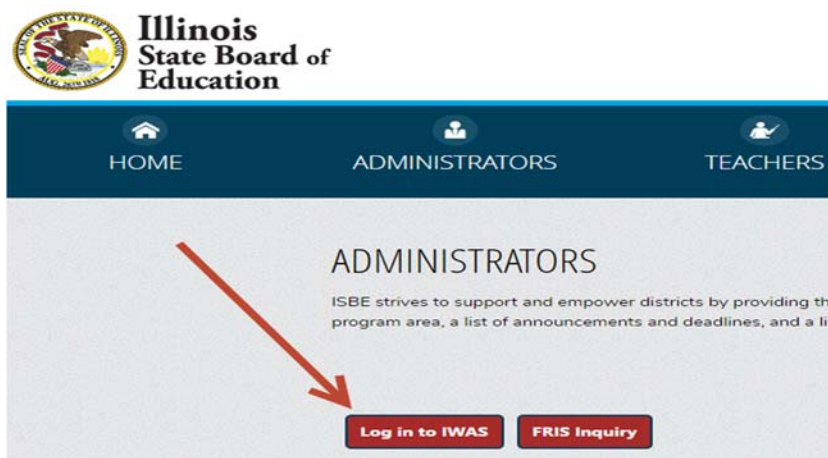 Illinois
State Board of
Education
HOME
ADMINISTRATORS
TEACHERS
ADMINISTRATORS
ISBE strives to support and empower districts by providing th
program area, a list of announcements and deadlines, and a li
Log in to IWAS
FRIS Inquiry